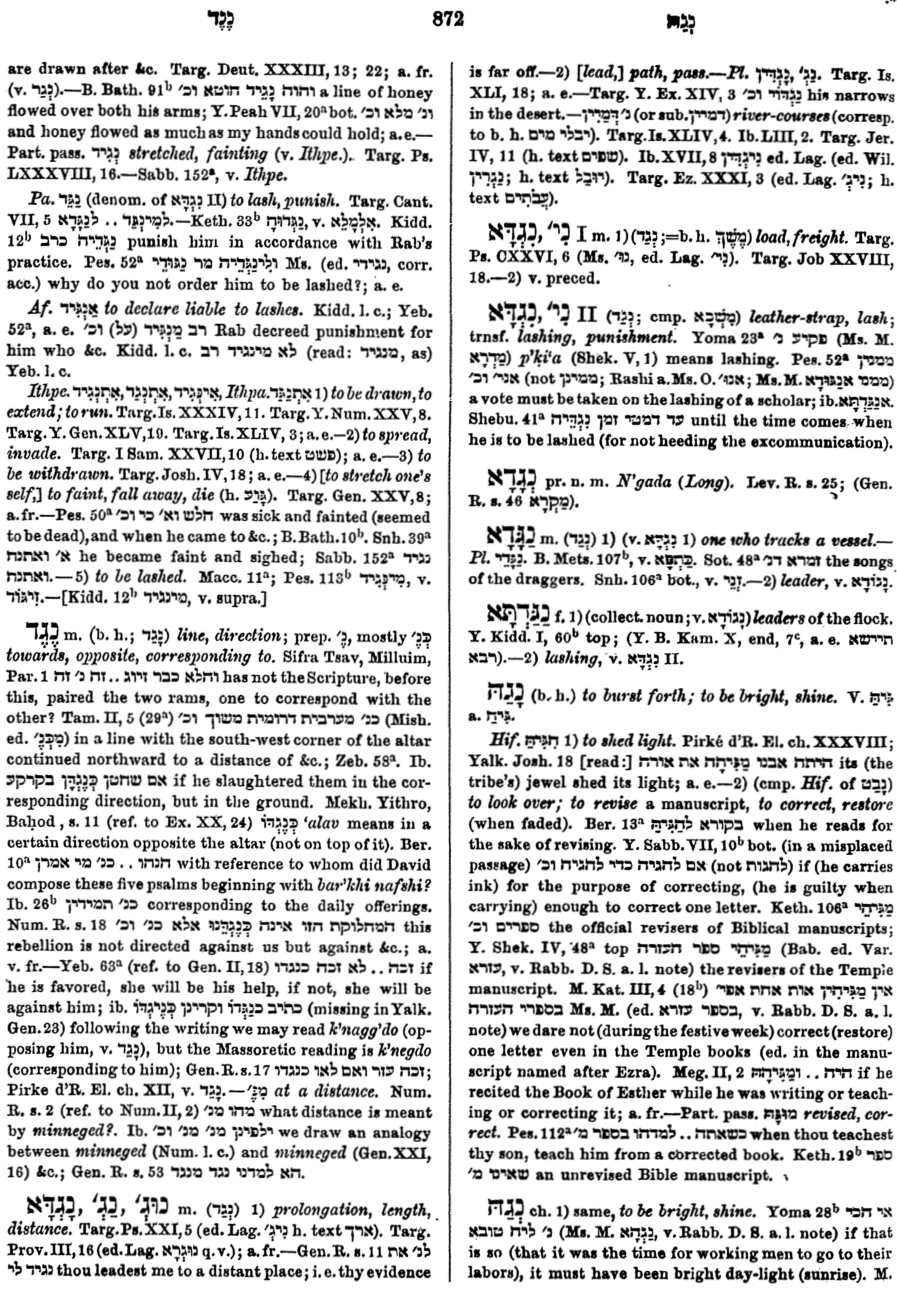 נֶגֶד
872
נְגַהּ
are drawn after &c. Targ. Deut. XXXIII, 13; 22; a. fr.
(v. נְגַר).—B. Bath. 91ᵇ והוה נָגֵיד חוטא וכ' a line of honey
flowed over both his arms; Y. Peah VII, 20ᵃ bot. ונ' מלא וכ'
and honey flowed as much as my hands could hold; a. e.—
Part. pass. נְגִיד stretched, fainting (v. Ithpe.). Targ. Ps.
LXXXVIII, 16.—Sabb. 152ᵃ, v. Ithpe.
Pa. נַגֵּד (denom. of נִגְדָּא II) to lash, punish. Targ. Cant.
VII, 5 לְמִינְגַּד .. לְנַגָּדָא.—Keth. 33ᵇ נַגְּדוּהָ, v. אִלְמָלֵא. Kidd.
12ᵇ נַגְּדֵיהּ כרב punish him in accordance with Rab's
practice. Pes. 52ᵃ וְלִינַגְּדֵיהּ מר נַגּוּדֵי Ms. (ed. נגידי, corr.
acc.) why do you not order him to be lashed?; a. e.
Af. אַנְגִּיד to declare liable to lashes. Kidd. l. c.; Yeb.
52ᵃ, a. e. רב מַנְגִּיד (על) וכ' Rab decreed punishment for
him who &c. Kidd. l. c. לא מינגיד רב (read: מנגיד, as)
Yeb. l. c.
Ithpe. אִינְגִּיד, אִתְנְגֵד, אִתְנְגִיד, Ithpa. אִתְנַגַּד 1) to be drawn, to
extend; to run. Targ. Is. XXXIV, 11. Targ. Y. Num. XXV, 8.
Targ. Y. Gen. XLV, 19. Targ. Is. XLIV, 3; a. e.—2) to spread,
invade. Targ. I Sam. XXVII, 10 (h. text פשט); a. e.—3) to
be withdrawn. Targ. Josh. IV, 18; a. e.—4) [to stretch one's
self,] to faint, fall away, die (h. גָּוַע). Targ. Gen. XXV, 8;
a. fr.—Pes. 50ᵃ חלש וא' כי וכ' was sick and fainted (seemed
to be dead), and when he came to &c.; B. Bath. 10ᵇ. Snh. 39ᵃ
א' ואתנח he became faint and sighed; Sabb. 152ᵃ נגיד
ואתנח.—5) to be lashed. Macc. 11ᵃ; Pes. 113ᵇ מִינְּגִיד, v.
זִיגּוֹד.—[Kidd. 12ᵇ מינגיד, v. supra.]
נֶגֶד m. (b. h.; נָגַד) line, direction; prep. נֶ', mostly כְּנֶ'
towards, opposite, corresponding to. Sifra Tsav, Milluim,
Par. 1 והלא כבר זיוג .. זה נ' זה has not the Scripture, before
this, paired the two rams, one to correspond with the
other? Tam. II, 5 (29ᵃ) כנ' מערבית דרומית משוך וכ' (Mish.
ed. מִכְּנֶ') in a line with the south-west corner of the altar
continued northward to a distance of &c.; Zeb. 58ᵃ. Ib.
אם שחטן כְּנֶגְדָּן בקרקע if he slaughtered them in the cor-
responding direction, but in the ground. Mekh. Yithro,
Baḥod, s. 11 (ref. to Ex. XX, 24) כְּנֶגְדּוֹ 'alav means in a
certain direction opposite the altar (not on top of it). Ber.
10ᵃ הנהו .. כנ' מי אמרן with reference to whom did David
compose these five psalms beginning with bar'khi nafshi?
Ib. 26ᵇ כנ' תמידין corresponding to the daily offerings.
Num. R. s. 18 המחלוקת הזו אינה כְּנֶגְדֵּנוּ אלא כנ' וכ' this
rebellion is not directed against us but against &c.; a.
v. fr.—Yeb. 63ᵃ (ref. to Gen. II, 18) זכה .. לא זכה כנגדו if
he is favored, she will be his help, if not, she will be
against him; ib. כתיב כנַגְּדוֹ וקרינן כְּנֶיגְדּוֹ (missing in Yalk.
Gen. 23) following the writing we may read k'nagg'do (op-
posing him, v. נָגַד), but the Massoretic reading is k'negdo
(corresponding to him); Gen. R. s. 17 זכה עזר ואם לאו כנגדו;
Pirke d'R. El. ch. XII, v. נָגַד.—מִנֶּ' at a distance. Num.
R. s. 2 (ref. to Num. II, 2) מהו מנ' what distance is meant
by minneged?. Ib. ילפינן מנ' מנ' וכ' we draw an analogy
between minneged (Num. l. c.) and minneged (Gen. XXI,
16) &c.; Gen. R. s. 53 הא למדנו נגד מנגד.
נְגָדָּא, נַגְ', נוּגְ' m. (נְגַד) 1) prolongation, length,
distance. Targ. Ps. XXI, 5 (ed. Lag. נִיגְ' h. text ארך). Targ.
Prov. III, 16 (ed. Lag. נוּגְרָא q. v.); a. fr.—Gen. R. s. 11 לנ' את
נגיד לי thou leadest me to a distant place; i. e. thy evidence
is far off.—2) [lead,] path, pass.—Pl. נִגְדִּין, נַגְ'. Targ. Is.
XLI, 18; a. e.—Targ. Y. Ex. XIV, 3 נִגְדוֹי וכ' his narrows
in the desert.—נ' דְּמַיִין (or sub. דמיין) river-courses (corresp.
to b. h. יבלי מים). Targ. Is. XLIV, 4. Ib. LIII, 2. Targ. Jer.
IV, 11 (h. text שפים). Ib. XVII, 8 נִיגְדִּין ed. Lag. (ed. Wil.
נַגְרִין; h. text יוּבַל). Targ. Ez. XXXI, 3 (ed. Lag. נִיגְ'; h.
text עֲבֹתִים).
נִגְדָּא, נְי' I m. 1) (נְגַד; =b. h. מֶשֶׁךְ) load, freight. Targ.
Ps. CXXVI, 6 (Ms. נוּ', ed. Lag. נִי'). Targ. Job XXVIII,
18.—2) v. preced.
נִגְדָּא, נִי' II (נְגַד; cmp. מַשְׁכָּא) leather-strap, lash;
trnsf. lashing, punishment. Yoma 23ᵃ פקיע נ' (Ms. M.
מַדְרָא) p'ḳi'a (Shek. V, 1) means lashing. Pes. 52ᵃ ממנין
אני' וכ' (not ממינן; Rashi a. Ms. O. אנו'; Ms. M. ממני אנגודא)
a vote must be taken on the lashing of a scholar; ib. אנַגַּדְתָּא.
Shebu. 41ᵃ עד דמטי זמן נִגְדֵּיהּ until the time comes when
he is to be lashed (for not heeding the excommunication).
נְגָדָא pr. n. m. N'gada (Long). Lev. R. s. 25; (Gen.
R. s. 46 מַקְרָא).
נַגָּדָא m. (נְגַד) 1) (v. נִגְדָּא 1) one who tracks a vessel.—
Pl. נַגָּדֵי. B. Mets. 107ᵇ, v. כַּתְפָּא. Sot. 48ᵃ זמרא דנ' the songs
of the draggers. Snh. 106ᵃ bot., v. זְנֵי.—2) leader, v. נָגוֹדָא.
נַגַּדְתָּא f. 1) (collect. noun; v. נָגוֹדָא) leaders of the flock.
Y. Kidd. I, 60ᵇ top; (Y. B. Kam. X, end, 7ᶜ, a. e. תיישא
רבא).—2) lashing, v. נִגְדָּא II.
נָגַהּ (b. h.) to burst forth; to be bright, shine. V. גִּיהַּ
a. גִּיחַ.
Hif. הִגִּיהַּ 1) to shed light. Pirké d'R. El. ch. XXXVIII;
Yalk. Josh. 18 [read:] היתה אבנו מַגִּיהָה את אורה its (the
tribe's) jewel shed its light; a. e.—2) (cmp. Hif. of נָבַט)
to look over; to revise a manuscript, to correct, restore
(when faded). Ber. 13ᵃ בקורא לְהַגִּיהַּ when he reads for
the sake of revising. Y. Sabb. VII, 10ᵇ bot. (in a misplaced
passage) אם להגיה כדי להגיה וכ' (not להגות) if (he carries
ink) for the purpose of correcting, (he is guilty when
carrying) enough to correct one letter. Keth. 106ᵃ מַגִּיהֵי
ספרים וכ' the official revisers of Biblical manuscripts;
Y. Shek. IV, 48ᵃ top מַגִּיהֵי ספר העזרה (Bab. ed. Var.
עזרא, v. Rabb. D. S. a. l. note) the revisers of the Temple
manuscript. M. Kat. III, 4 (18ᵇ) אין מַגִּיהִין אות אחת אפי'
בספרי העזרה Ms. M. (ed. בספר עזרא, v. Rabb. D. S. a. l.
note) we dare not (during the festive week) correct (restore)
one letter even in the Temple books (ed. in the manu-
script named after Ezra). Meg. II, 2 היה .. וּמַגִּיהָהּ if he
recited the Book of Esther while he was writing or teach-
ing or correcting it; a. fr.—Part. pass. מוּגָּהּ revised, cor-
rect. Pes. 112ᵃ כשאתה .. למדהו בספר מ' when thou teachest
thy son, teach him from a corrected book. Keth. 19ᵇ ספר
שאינו מ' an unrevised Bible manuscript.
נְגַהּ ch. 1) same, to be bright, shine. Yoma 28ᵇ אי הכי
נ' ליה טובא (Ms. M. נָגְהָא, v. Rabb. D. S. a. l. note) if that
is so (that it was the time for working men to go to their
labors), it must have been bright day-light (sunrise). M.